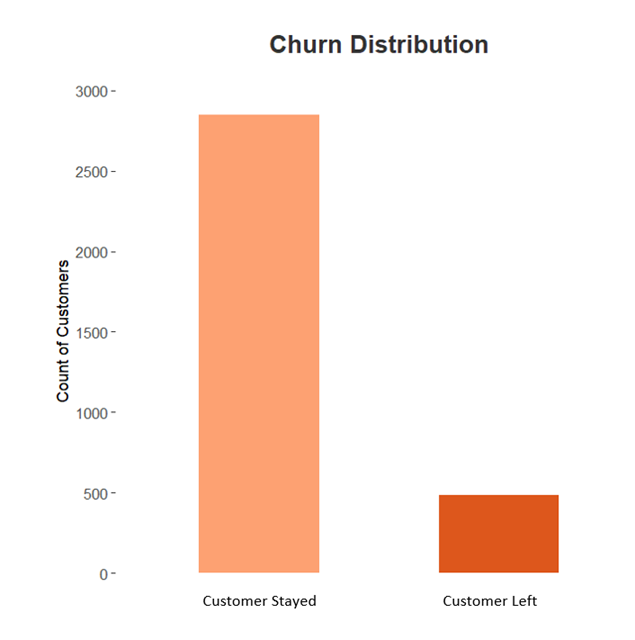 Churn Distribution
3000
2500
2000
1500
1000
500
0
Count of Customers
Customer Stayed
Customer Left